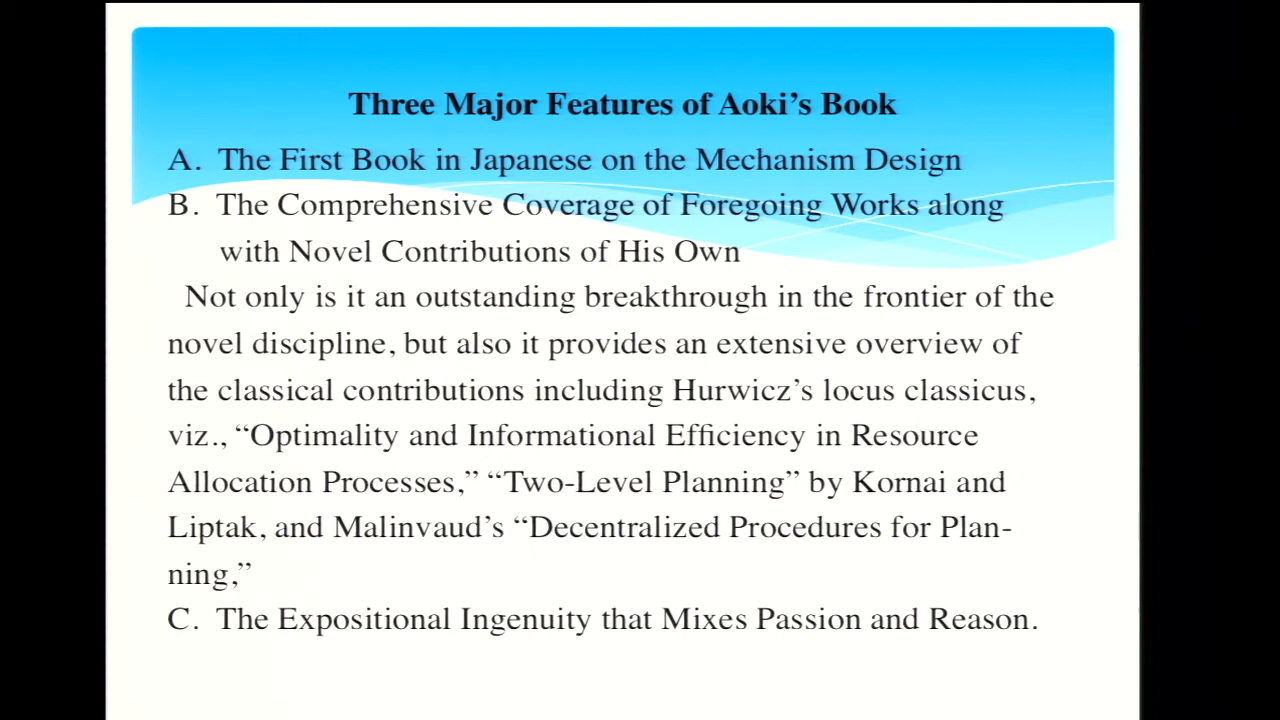 Three Major Features of Aoki’s Book
A. The First Book in Japanese on the Mechanism Design
B. The Comprehensive Coverage of Foregoing Works along
with Novel Contributions of His Own
Not only is it an outstanding breakthrough in the frontier of the
novel discipline, but also it provides an extensive overview of
the classical contributions including Hurwicz’s locus classicus,
viz., “Optimality and Informational Efficiency in Resource
Allocation Processes,” “Two-Level Planning” by Kornai and
Liptak, and Malinvaud’s “Decentralized Procedures for Plan-
ning,”
C. The Expositional Ingenuity that Mixes Passion and Reason.